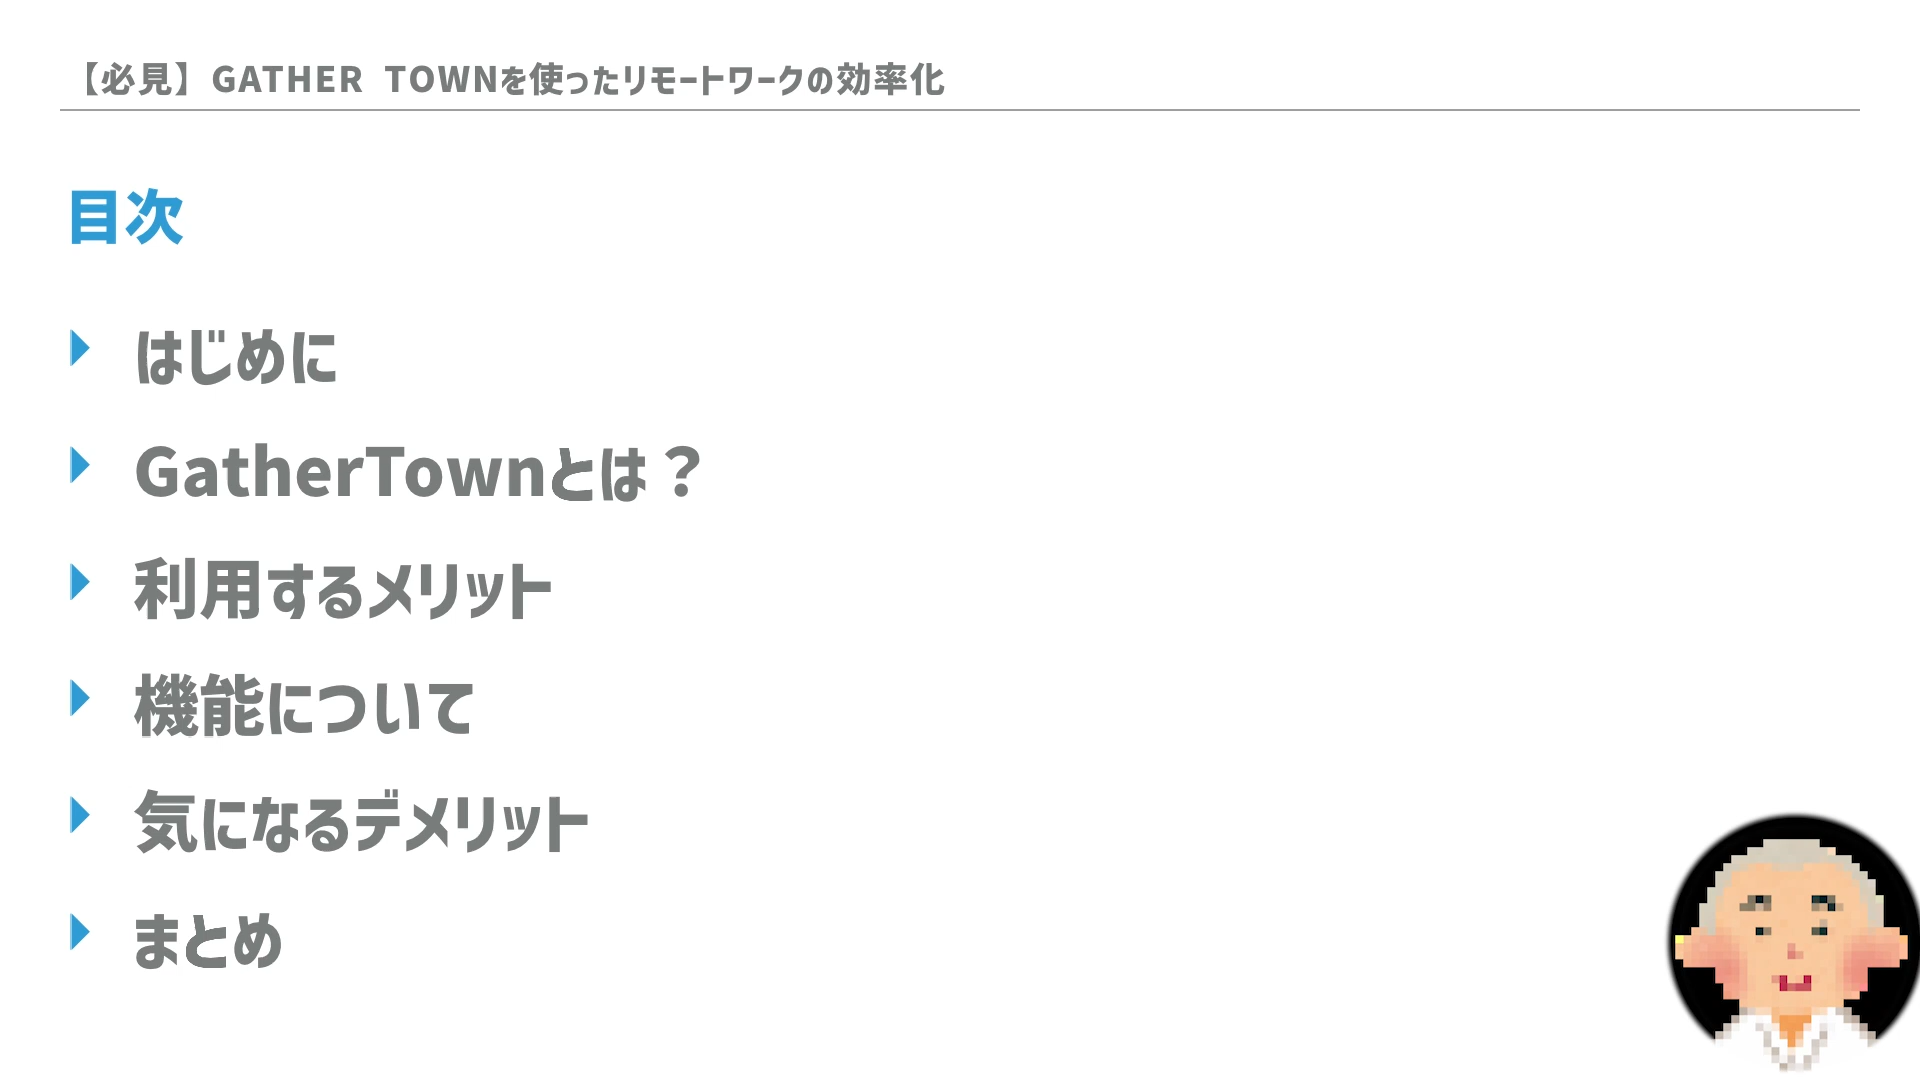 【必見】GATHER TOWNを使ったリモートワークの効率化
目次
はじめに
GatherTownとは？
利用するメリット
機能について
気になるデメリット
まとめ